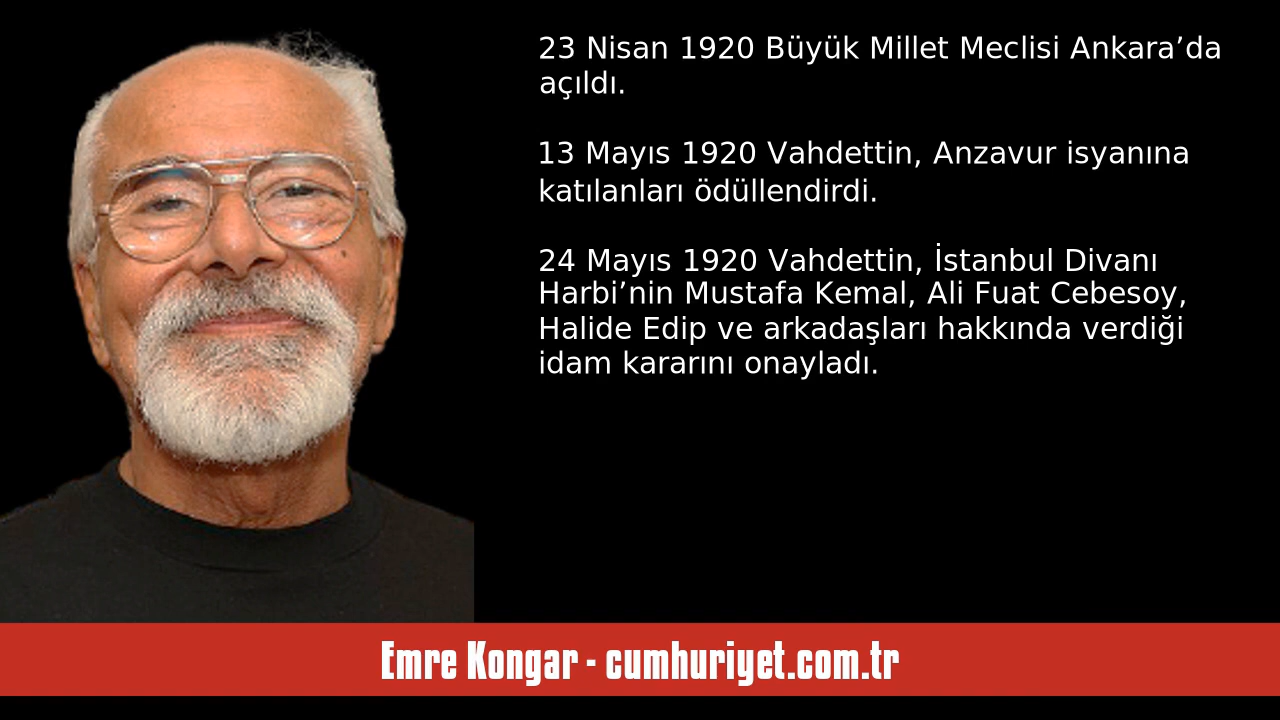 23 Nisan 1920 Büyük Millet Meclisi Ankara’da
açıldı.
13 Mayıs 1920 Vahdettin, Anzavur isyanına
katılanları ödüllendirdi.
24 Mayıs 1920 Vahdettin, İstanbul Divanı
Harbi’nin Mustafa Kemal, Ali Fuat Cebesoy,
Halide Edip ve arkadaşları hakkında verdiği
idam kararını onayladı.
Emre Kongar - cumhuriyet.com.tr